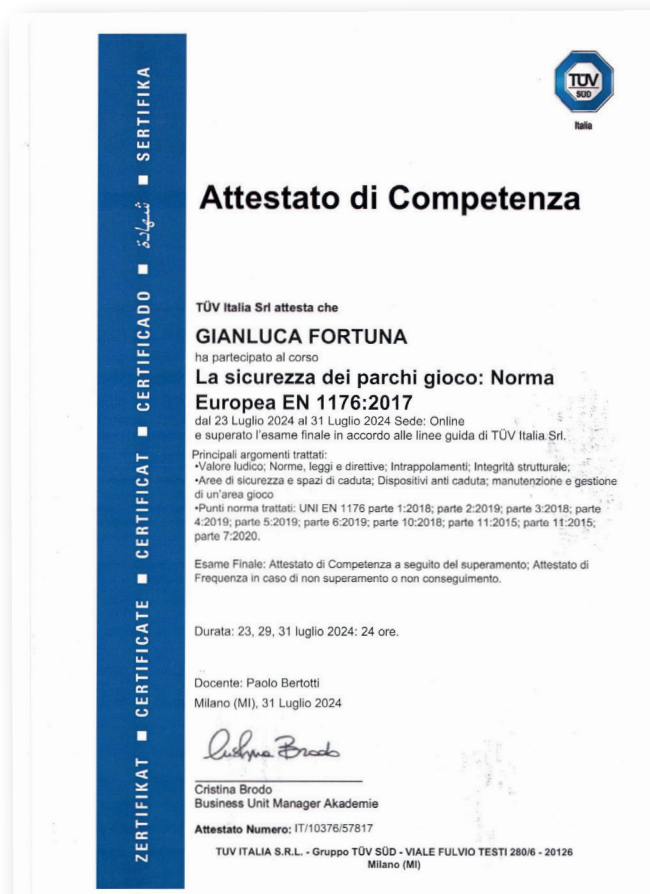 ZERTIFIKAT ■ CERTIFICATE ■ CERTIFICAT ■ CERTIFICADO ■ شهادة ■ SERTIFIKA
TÜV
SÜD
Italia
Attestato di Competenza
TÜV Italia Srl attesta che
GIANLUCA FORTUNA
ha partecipato al corso
La sicurezza dei parchi gioco: Norma
Europea EN 1176:2017
dal 23 Luglio 2024 al 31 Luglio 2024 Sede: Online
e superato l'esame finale in accordo alle linee guida di TÜV Italia Srl.
Principali argomenti trattati:
•Valore ludico; Norme, leggi e direttive; Intrappolamenti; Integrità strutturale;
•Aree di sicurezza e spazi di caduta; Dispositivi anti caduta; manutenzione e gestione
di un'area gioco
•Punti norma trattati: UNI EN 1176 parte 1:2018; parte 2:2019; parte 3:2018; parte
4:2019; parte 5:2019; parte 6:2019; parte 10:2018; parte 11:2015; parte 11:2015;
parte 7:2020.
Esame Finale: Attestato di Competenza a seguito del superamento; Attestato di
Frequenza in caso di non superamento o non conseguimento.
Durata: 23, 29, 31 luglio 2024: 24 ore.
Docente: Paolo Bertotti
Milano (MI), 31 Luglio 2024
Cristina Brodo
Cristina Brodo
Business Unit Manager Akademie
Attestato Numero: IT/10376/57817
TUV ITALIA S.R.L. - Gruppo TÜV SÜD - VIALE FULVIO TESTI 280/6 - 20126
Milano (MI)